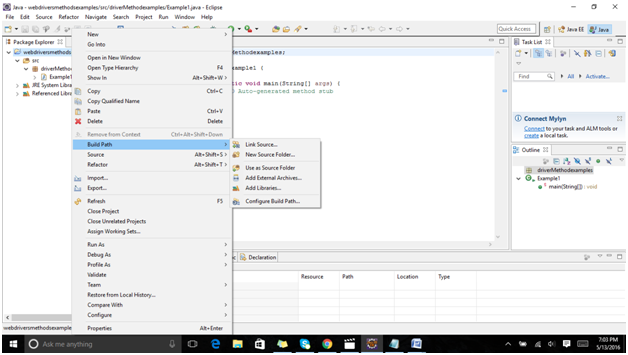 Java - webdriversmethodsexamples/src/driverMethodexamples/Example1.java - Eclipse
File Edit Source Refactor Navigate Search Project Run Window Help
Quick Access
Java EE
Java
Package Explorer
webdriversmethods
src
driverMethode
Example1
JRE System Libra
Referenced Librar
New
Go Into
Open in New Window
Open Type Hierarchy F4
Show In Alt+Shift+W
Copy Ctrl+C
Copy Qualified Name
Paste Ctrl+V
Delete Delete
Remove from Context Ctrl+Alt+Shift+Down
Build Path
Source Alt+Shift+S
Refactor Alt+Shift+T
Import...
Export...
Refresh F5
Close Project
Close Unrelated Projects
Assign Working Sets...
Run As
Debug As
Profile As
Validate
Team
Restore from Local History...
Compare With
Configure
Properties Alt+Enter
Link Source...
New Source Folder...
Use as Source Folder
Add External Archives...
Add Libraries...
Configure Build Path...
Methodexamples;
ample1 {
ic void main(String[] args) {
Auto-generated method stub
Declaration
Resource Path Location Type
Task List
Find
All
Activate...
Connect Mylyn
Connect to your task and ALM tools or
create a local task.
Outline
driverMethodexamples
Example1
main(String[]) : void
webdriversmethodsexample
Ask me anything
7:03 PM
5/13/2016